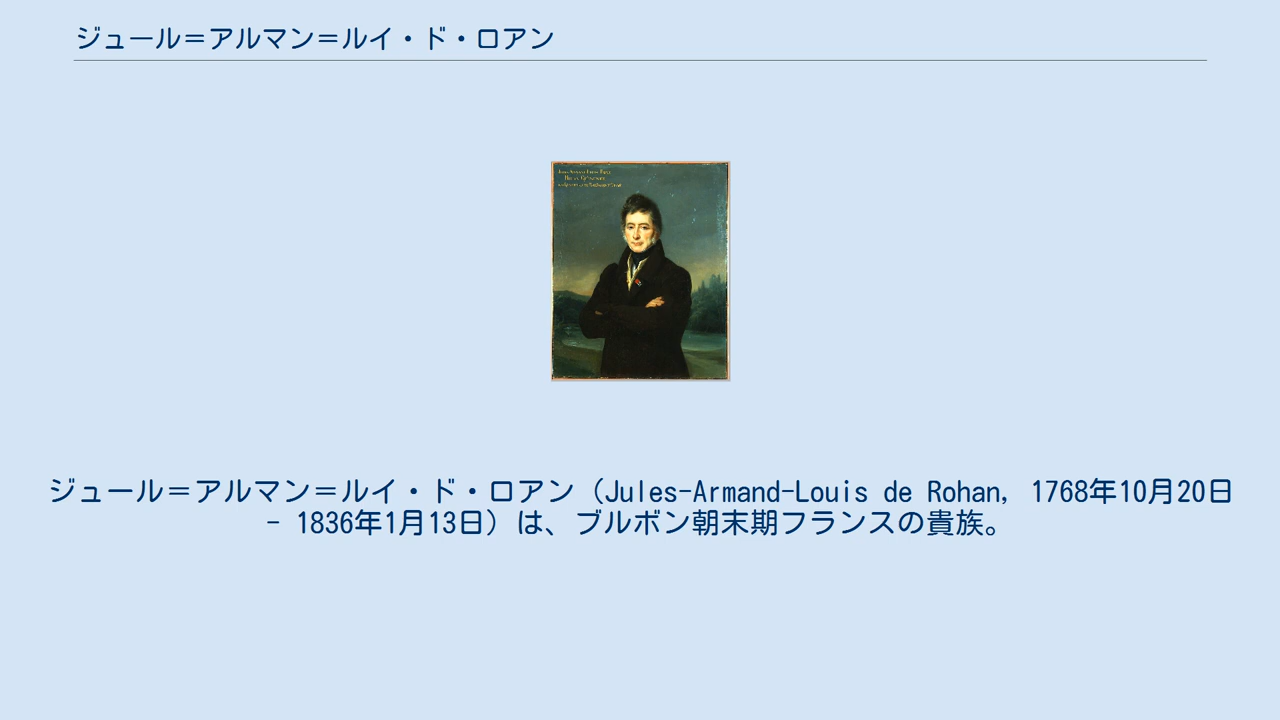 ジュール＝アルマン＝ルイ・ド・ロアン
ジュール＝アルマン＝ルイ・ド・ロアン（Jules-Armand-Louis de Rohan, 1768年10月20日
- 1836年1月13日）は、ブルボン朝末期フランスの貴族。